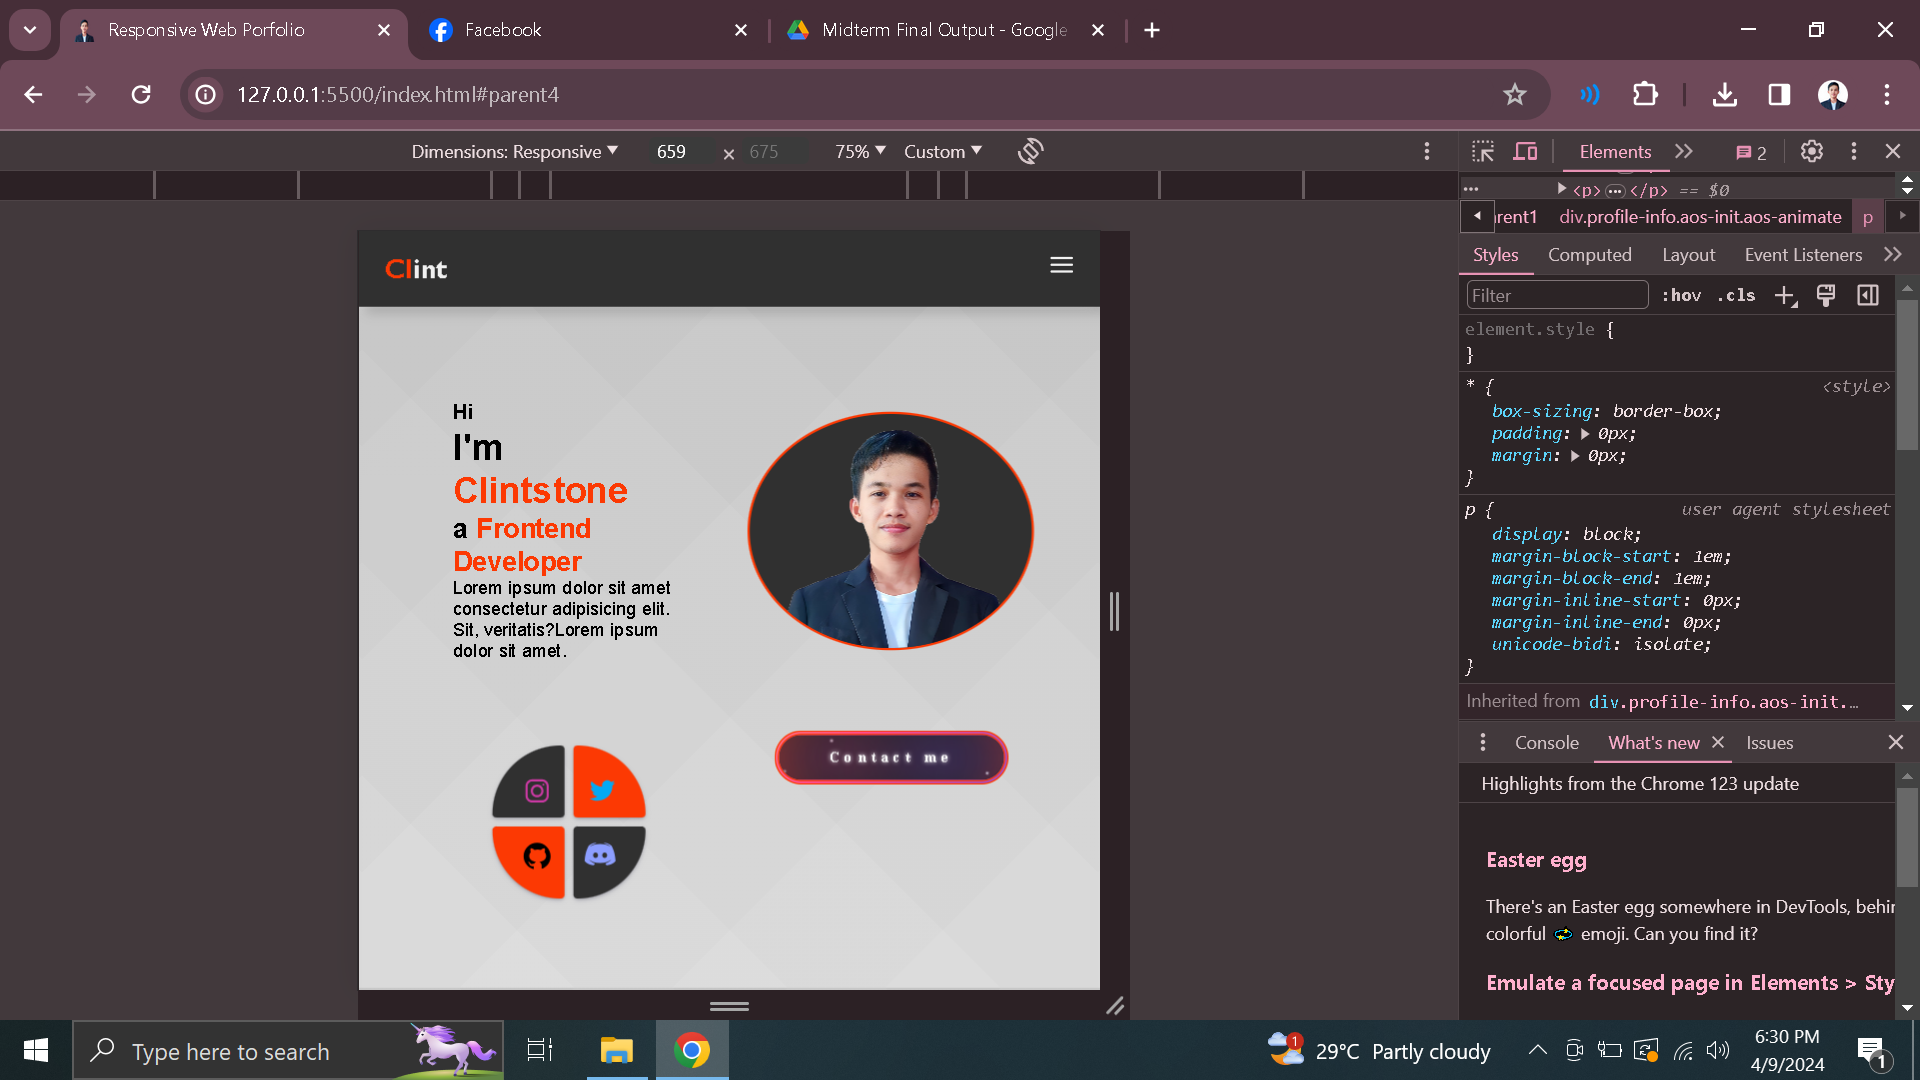 Responsive Web Porfolio
Facebook
Midterm Final Output - Google
127.0.0.1:5500/index.html#parent4
Dimensions: Responsive
659 × 675
75%
Custom
Elements
2
<p> ••• </p> == $0
rent1
div.profile-info.aos-init.aos-animate
p
Styles
Computed
Layout
Event Listeners
Filter
:hov
.cls
element.style {
}
* {
<style>
box-sizing: border-box;
padding: 0px;
margin: 0px;
}
p {
user agent stylesheet
display: block;
margin-block-start: 1em;
margin-block-end: 1em;
margin-inline-start: 0px;
margin-inline-end: 0px;
unicode-bidi: isolate;
}
Inherited from div.profile-info.aos-init.…
Console
What's new
Issues
Highlights from the Chrome 123 update
Easter egg
There's an Easter egg somewhere in DevTools, behin
colorful emoji. Can you find it?
Emulate a focused page in Elements > Sty
Clint
Hi
I'm
Clintstone
a Frontend
Developer
Lorem ipsum dolor sit amet
consectetur adipisicing elit.
Sit, veritatis?Lorem ipsum
dolor sit amet.
Contact me
Type here to search
1
29°C Partly cloudy
6:30 PM
4/9/2024
1